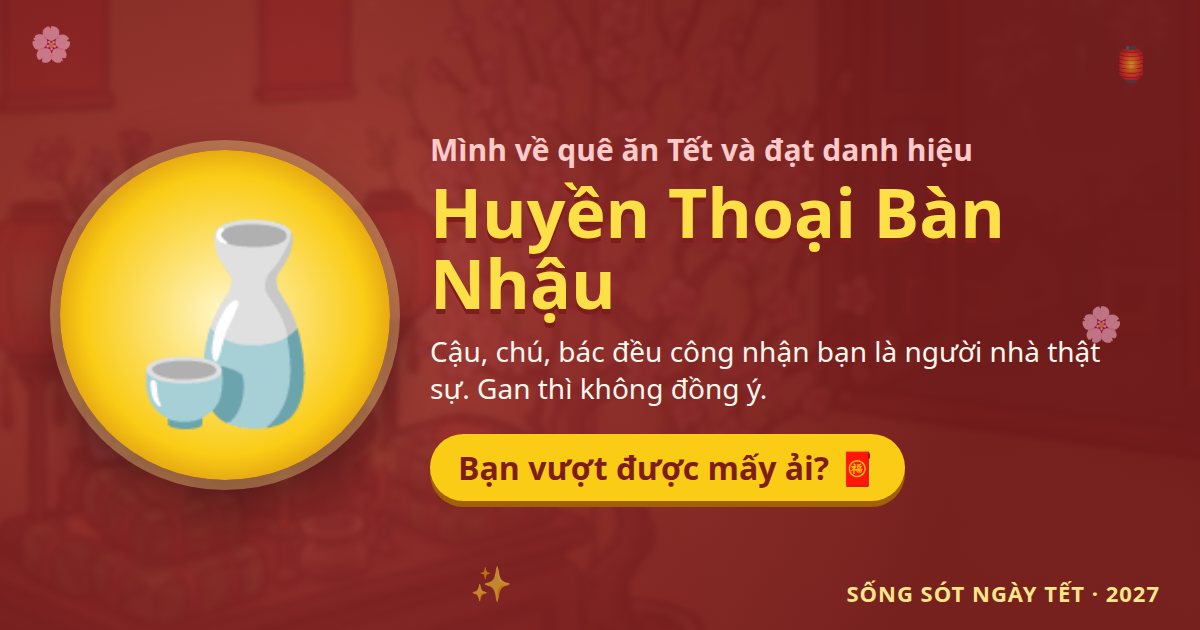 Mình về quê ăn Tết và đạt danh hiệu
Huyền Thoại Bàn
Nhậu
Cậu, chú, bác đều công nhận bạn là người nhà thật
sự. Gan thì không đồng ý.
Bạn vượt được mấy ải?
SỐNG SÓT NGÀY TẾT · 2027